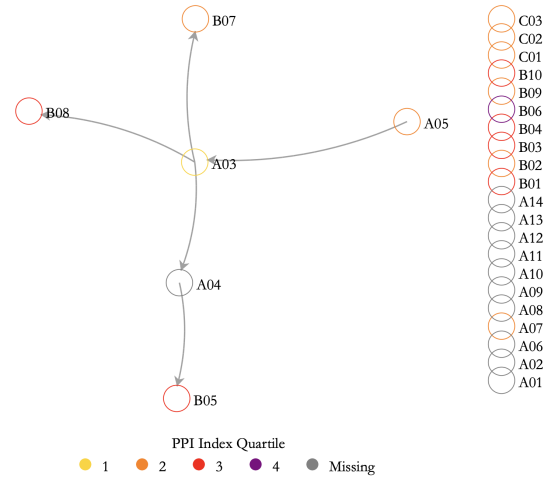 B07
B08
A05
A03
A04
B05
C03
C02
C01
B10
B09
B06
B04
B03
B02
B01
A14
A13
A12
A11
A10
A09
A08
A07
A06
A02
A01
PPI Index Quartile
1 2 3 4 Missing